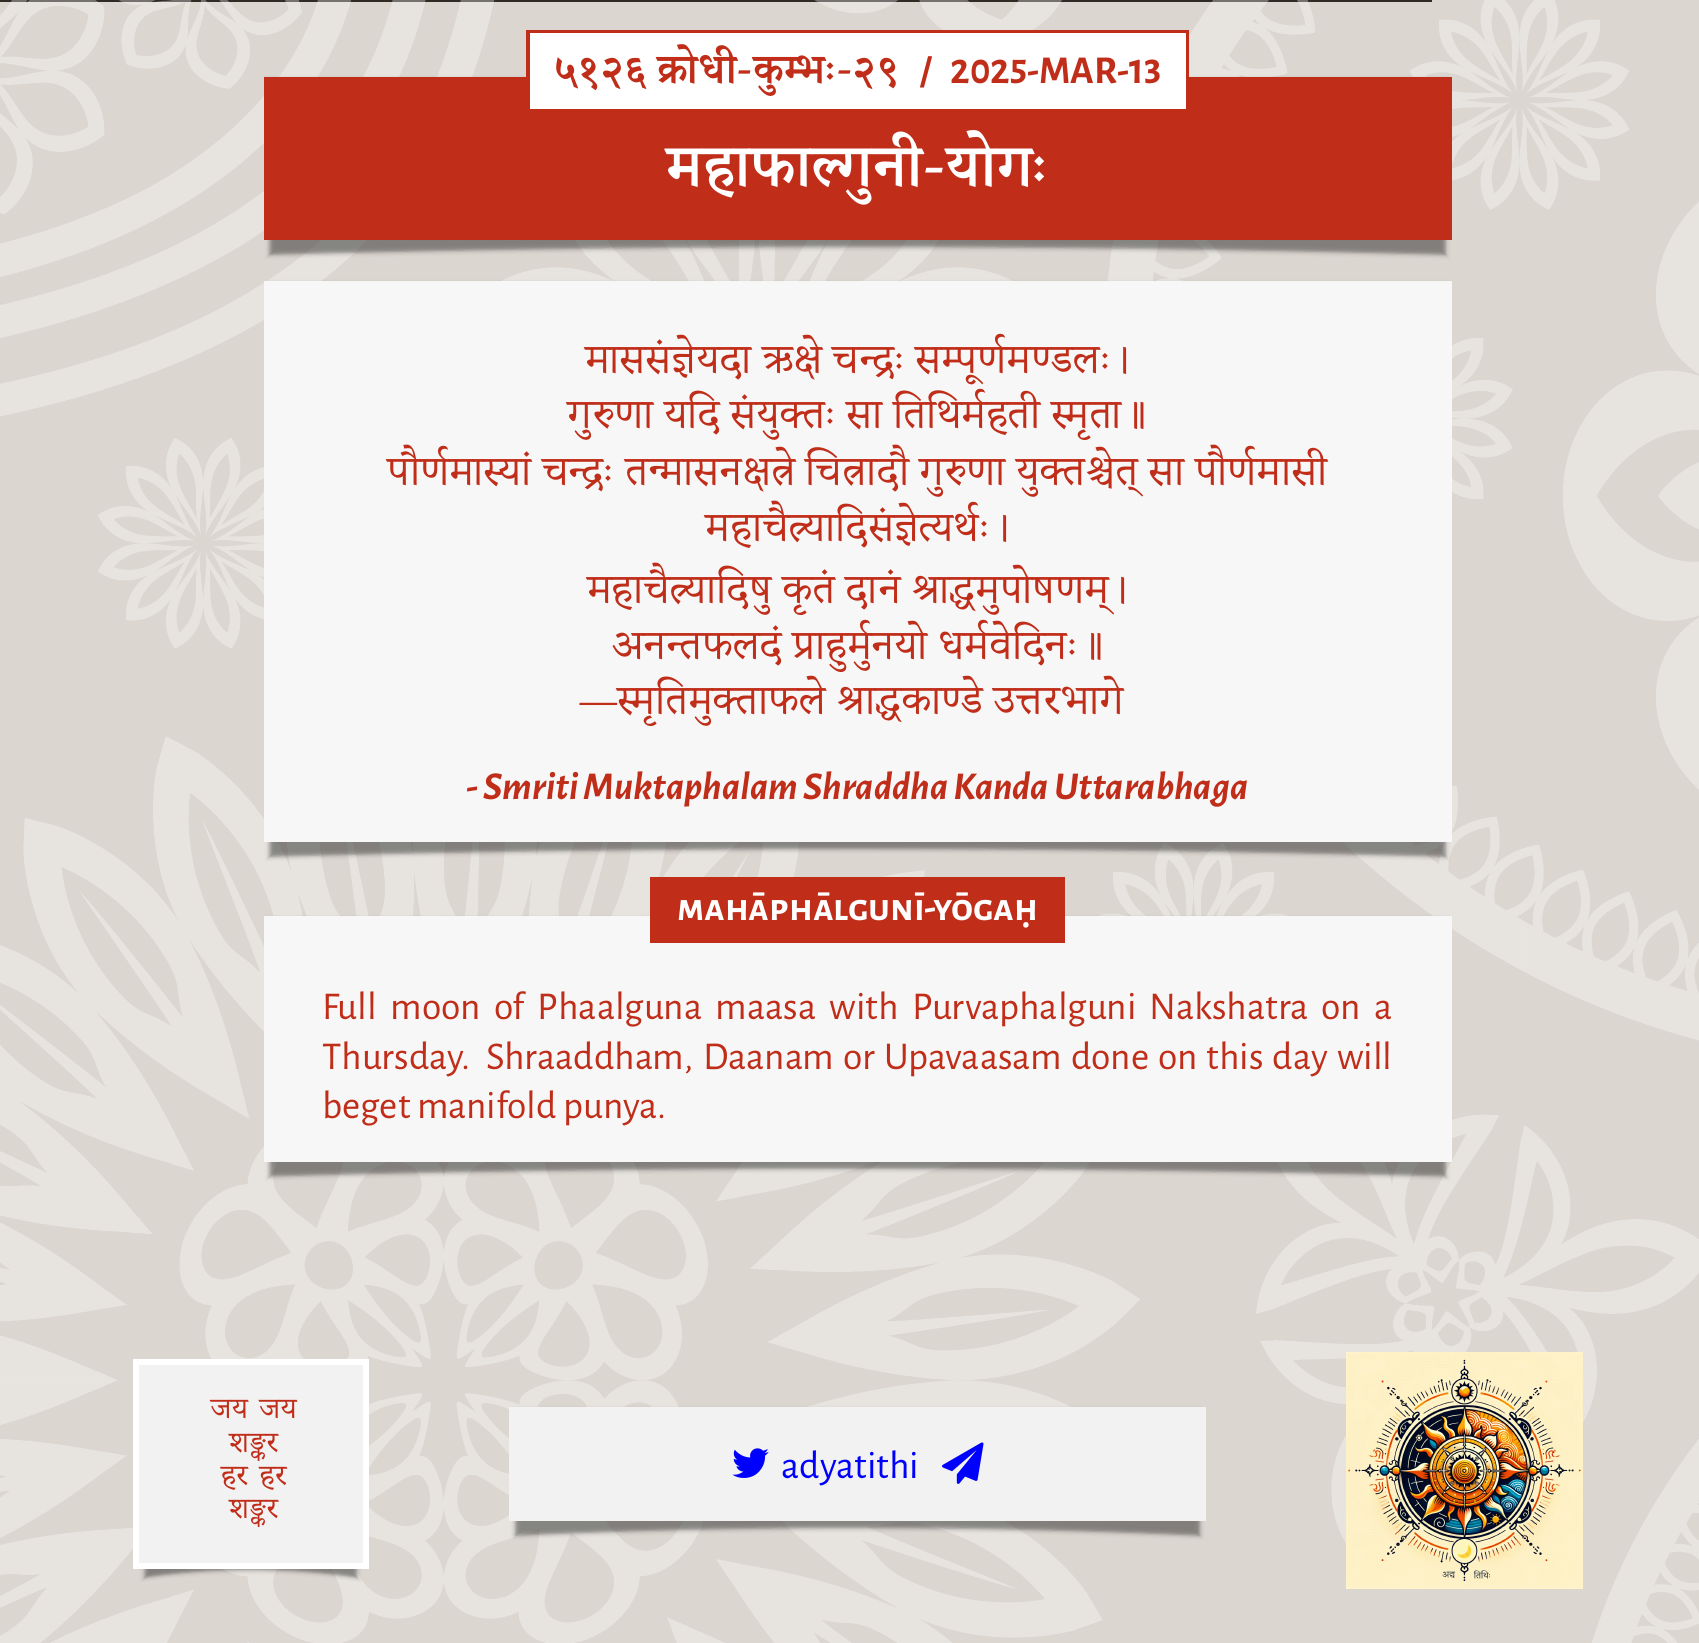 ५१२६ क्रोधी-कुम्भः-२९ / 2025-MAR-13
महाफाल्गुनी-योगः
माससंज्ञेयदा ऋक्षे चन्द्रः सम्पूर्णमण्डलः।
गुरुणा यदि संयुक्तः सा तिथिर्महती स्मृता॥
पौर्णमास्यां चन्द्रः तन्मासनक्षत्रे चित्रादौ गुरुणा युक्तश्चेत् सा पौर्णमासी
महाचैत्र्यादिसंज्ञेत्यर्थः।
महाचैत्र्यादिषु कृतं दानं श्राद्धमुपोषणम्।
अनन्तफलदं प्राहुर्मुनयो धर्मवेदिनः॥
—स्मृतिमुक्ताफले श्राद्धकाण्डे उत्तरभागे
- Smriti Muktaphalam Shraddha Kanda Uttarabhaga
MAHĀPHĀLGUNĪ-YŌGAḤ
Full moon of Phaalguna maasa with Purvaphalguni Nakshatra on a
Thursday. Shraaddham, Daanam or Upavaasam done on this day will
beget manifold punya.
जय जय
शङ्कर
हर हर
शङ्कर
adyatithi
अद्य तिथिः